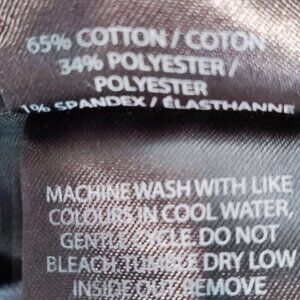 65% COTTON / COTON
34% POLYESTER /
POLYESTER
1% SPANDEX / ÉLASTHANNE
MACHINE WASH WITH LIKE
COLOURS IN COOL WATER,
GENTLE CYCLE. DO NOT
BLEACH. TUMBLE DRY LOW
INSIDE OUT. REMOVE